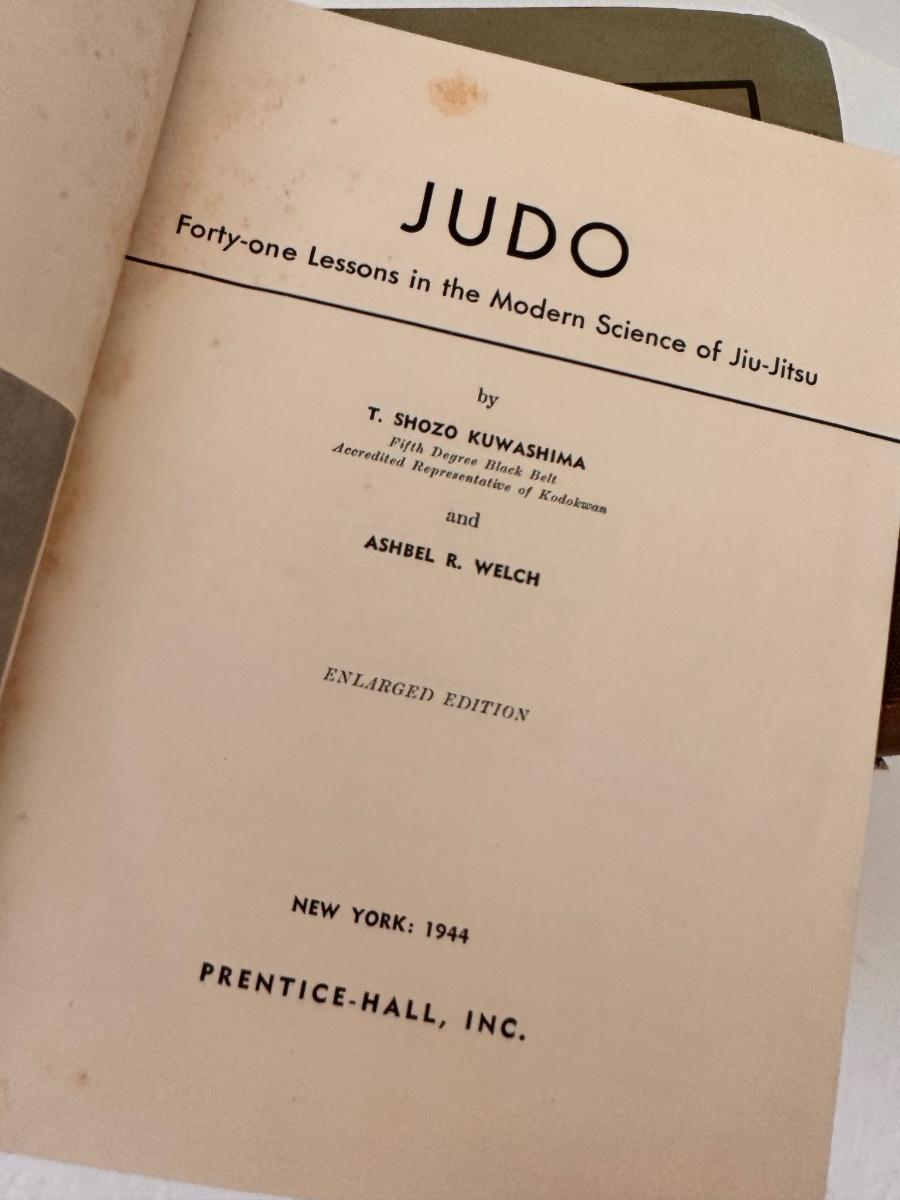 JUDO
Forty-one Lessons in the Modern Science of Jiu-Jitsu
by
T. SHOZO KUWASHIMA
Fifth Degree Black Belt
Accredited Representative of Kodokwan
and
ASHBEL R. WELCH
ENLARGED EDITION
NEW YORK: 1944
PRENTICE-HALL, INC.